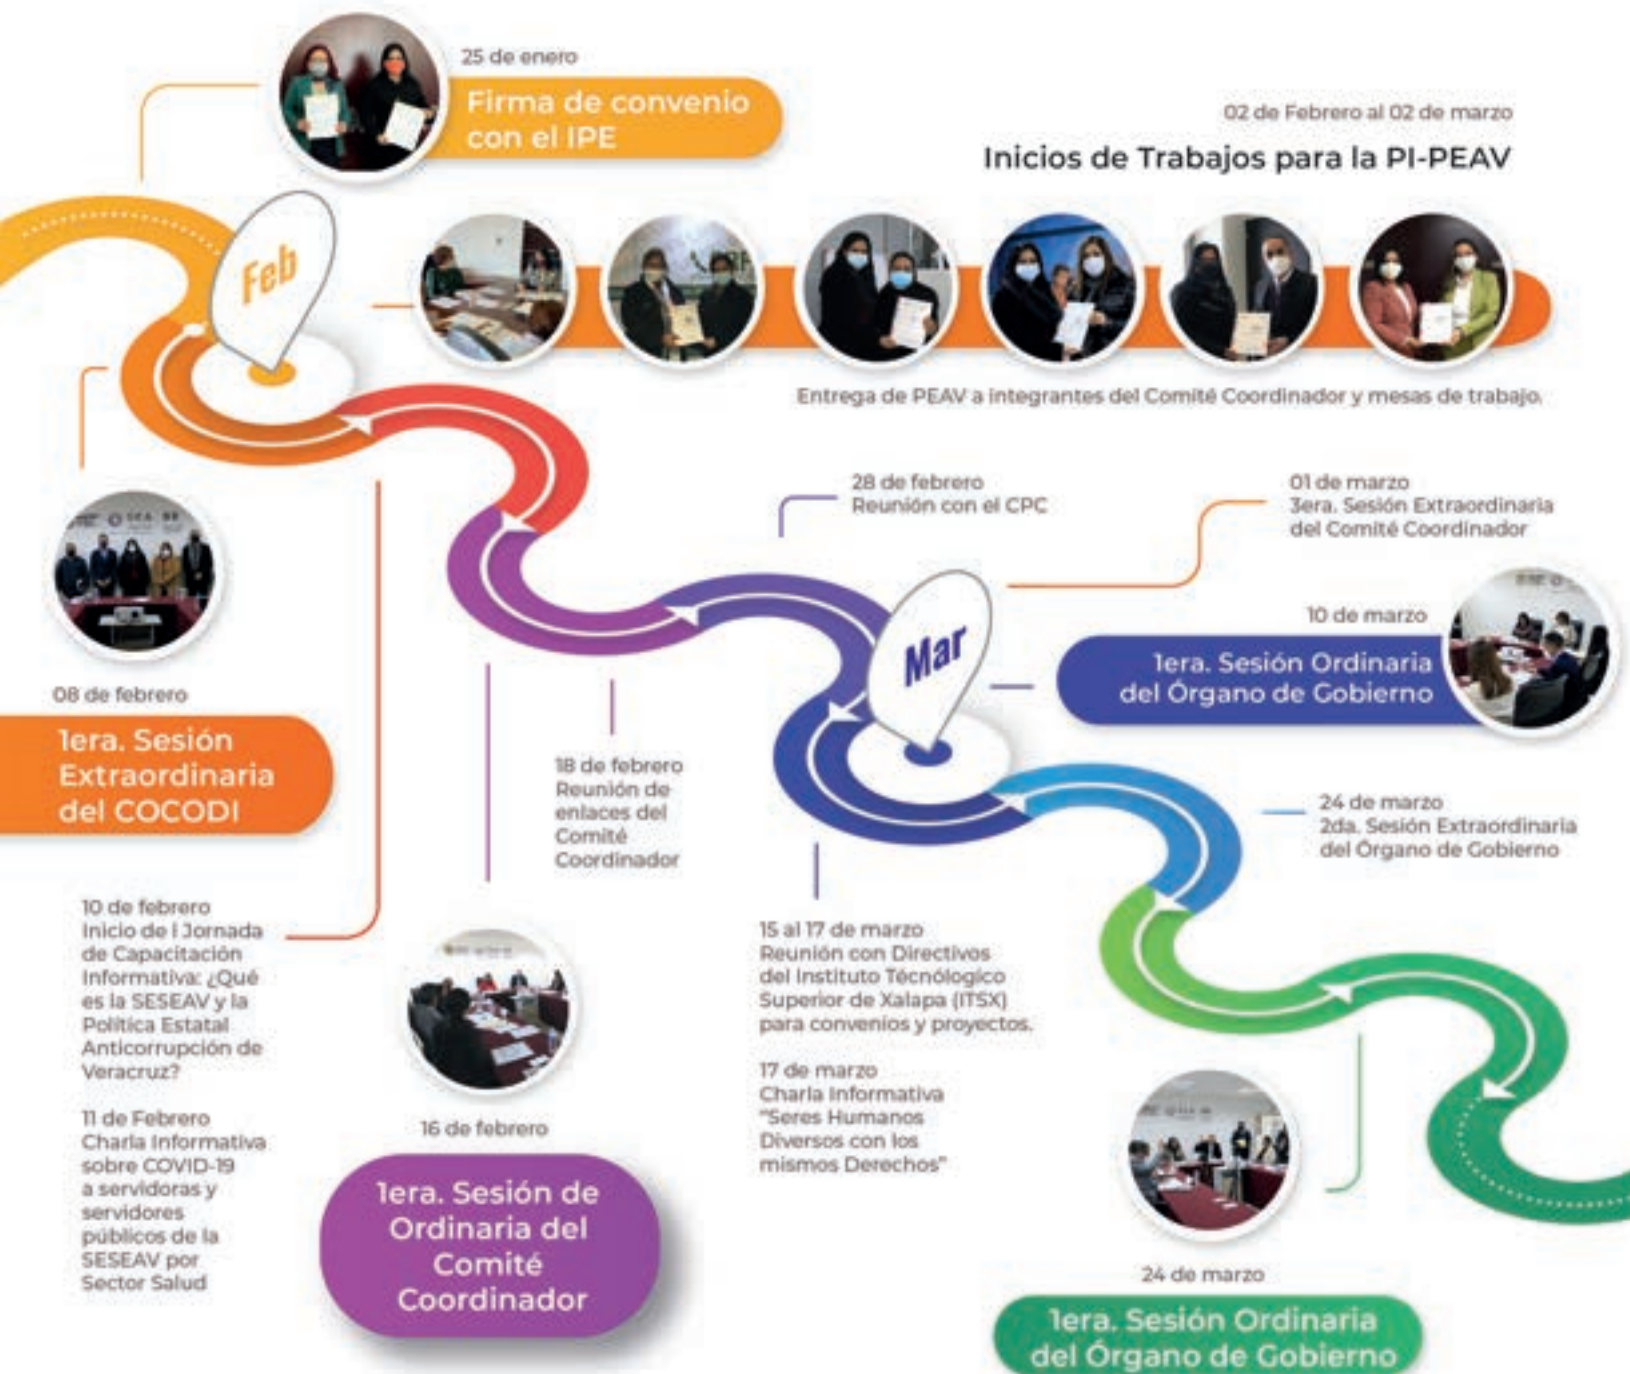 25 de enero
Firma de convenio
con el IPE
02 de Febrero al 02 de marzo
Inicios de Trabajos para la PI-PEAV
Feb
Entrega de PEAV a integrantes del Comité Coordinador y mesas de trabajo.
28 de febrero
Reunión con el CPC
01 de marzo
3era. Sesión Extraordinaria
del Comité Coordinador
10 de marzo
1era. Sesión Ordinaria
del Órgano de Gobierno
Mar
08 de febrero
1era. Sesión
Extraordinaria
del COCODI
18 de febrero
Reunión de
enlaces del
Comité
Coordinador
24 de marzo
2da. Sesión Extraordinaria
del Órgano de Gobierno
10 de febrero
Inicio de I Jornada
de Capacitación
Informativa: ¿Qué
es la SESEAV y la
Política Estatal
Anticorrupción de
Veracruz?
11 de Febrero
Charla Informativa
sobre COVID-19
a servidoras y
servidores
públicos de la
SESEAV por
Sector Salud
16 de febrero
1era. Sesión de
Ordinaria del
Comité
Coordinador
15 al 17 de marzo
Reunión con Directivos
del Instituto Técnólogico
Superior de Xalapa (ITSX)
para convenios y proyectos.
17 de marzo
Charla Informativa
"Seres Humanos
Diversos con los
mismos Derechos"
24 de marzo
1era. Sesión Ordinaria
del Órgano de Gobierno